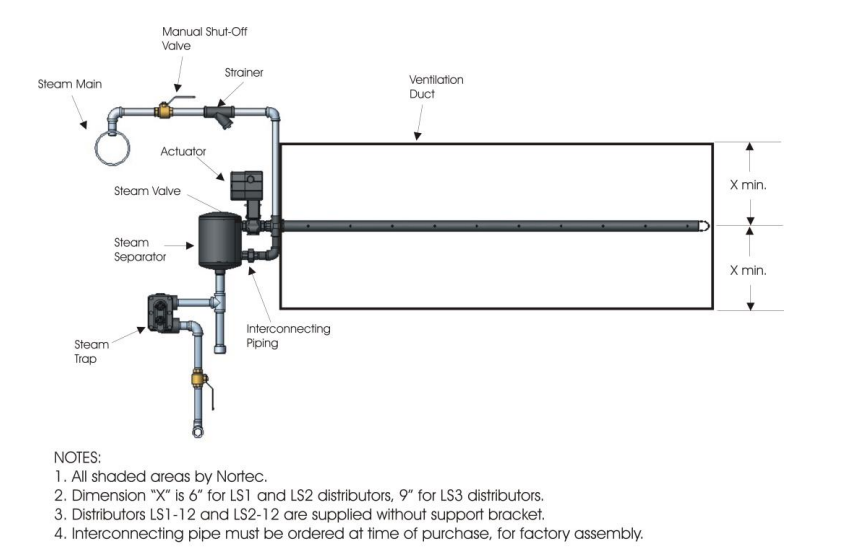 Manual Shut-Off
Valve
Strainer
Steam Main
Ventilation
Duct
Actuator
X min.
Steam Valve
Steam
Separator
X min.
Interconnecting
Piping
Steam
Trap
NOTES:
1. All shaded areas by Nortec.
2. Dimension “X” is 6” for LS1 and LS2 distributors, 9” for LS3 distributors.
3. Distributors LS1-12 and LS2-12 are supplied without support bracket.
4. Interconnecting pipe must be ordered at time of purchase, for factory assembly.